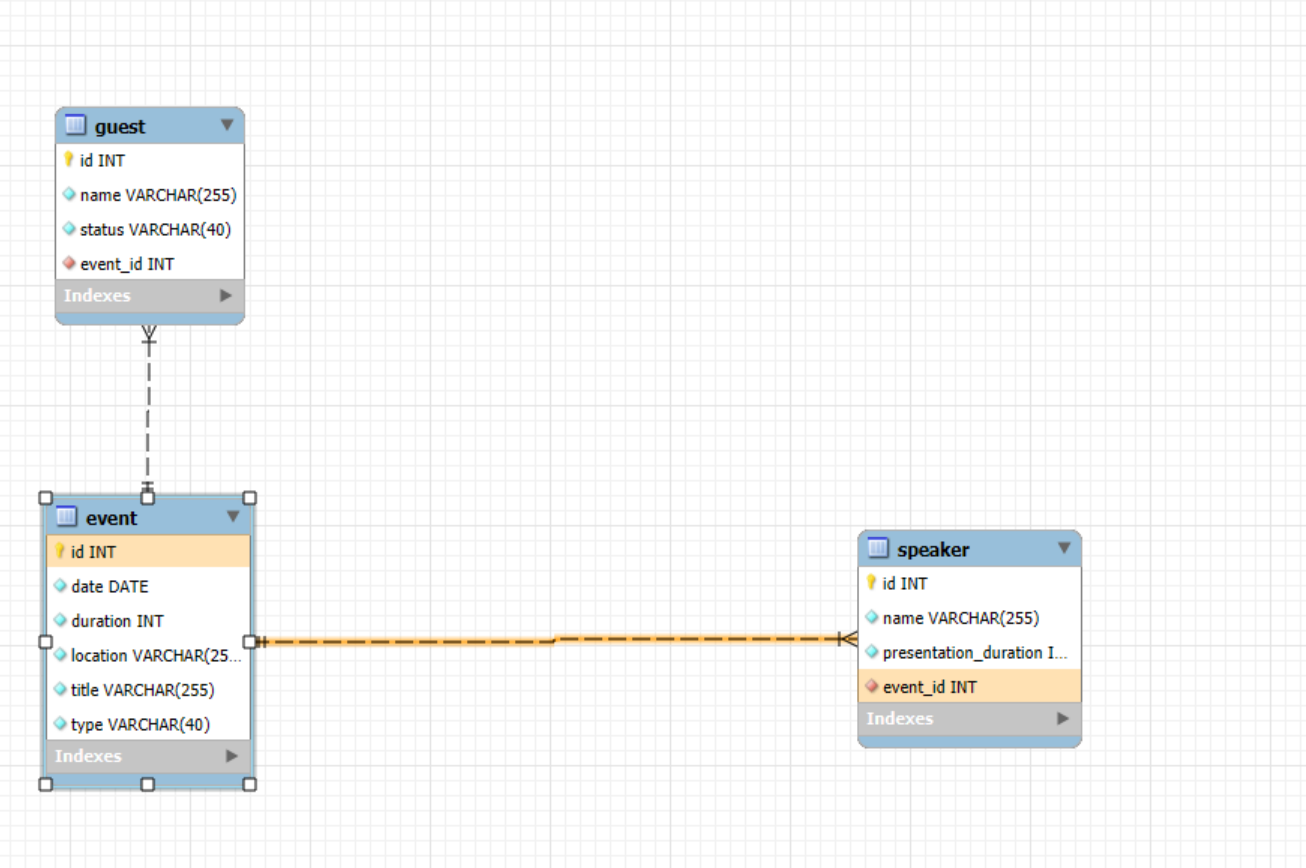 guest
id INT
name VARCHAR(255)
status VARCHAR(40)
event_id INT
Indexes
event
id INT
date DATE
duration INT
location VARCHAR(25...
title VARCHAR(255)
type VARCHAR(40)
Indexes
speaker
id INT
name VARCHAR(255)
presentation_duration I...
event_id INT
Indexes